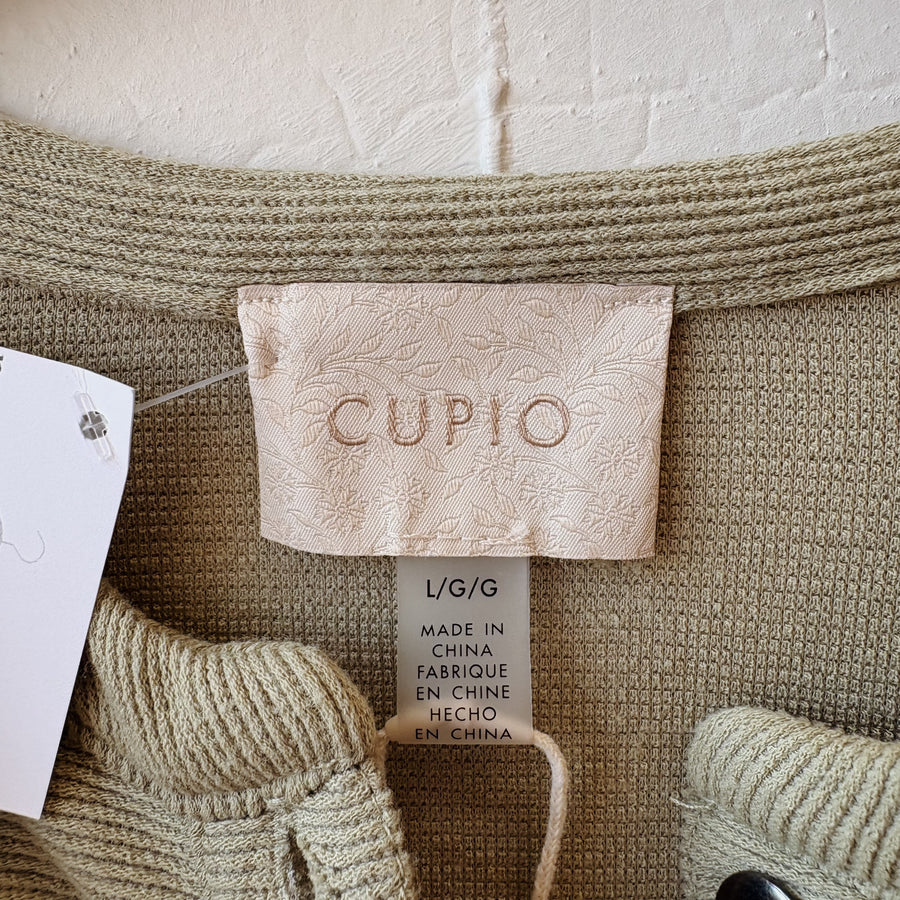 CUPIO
L/G/G
MADE IN
CHINA
FABRIQUE
EN CHINE
HECHO
EN CHINA